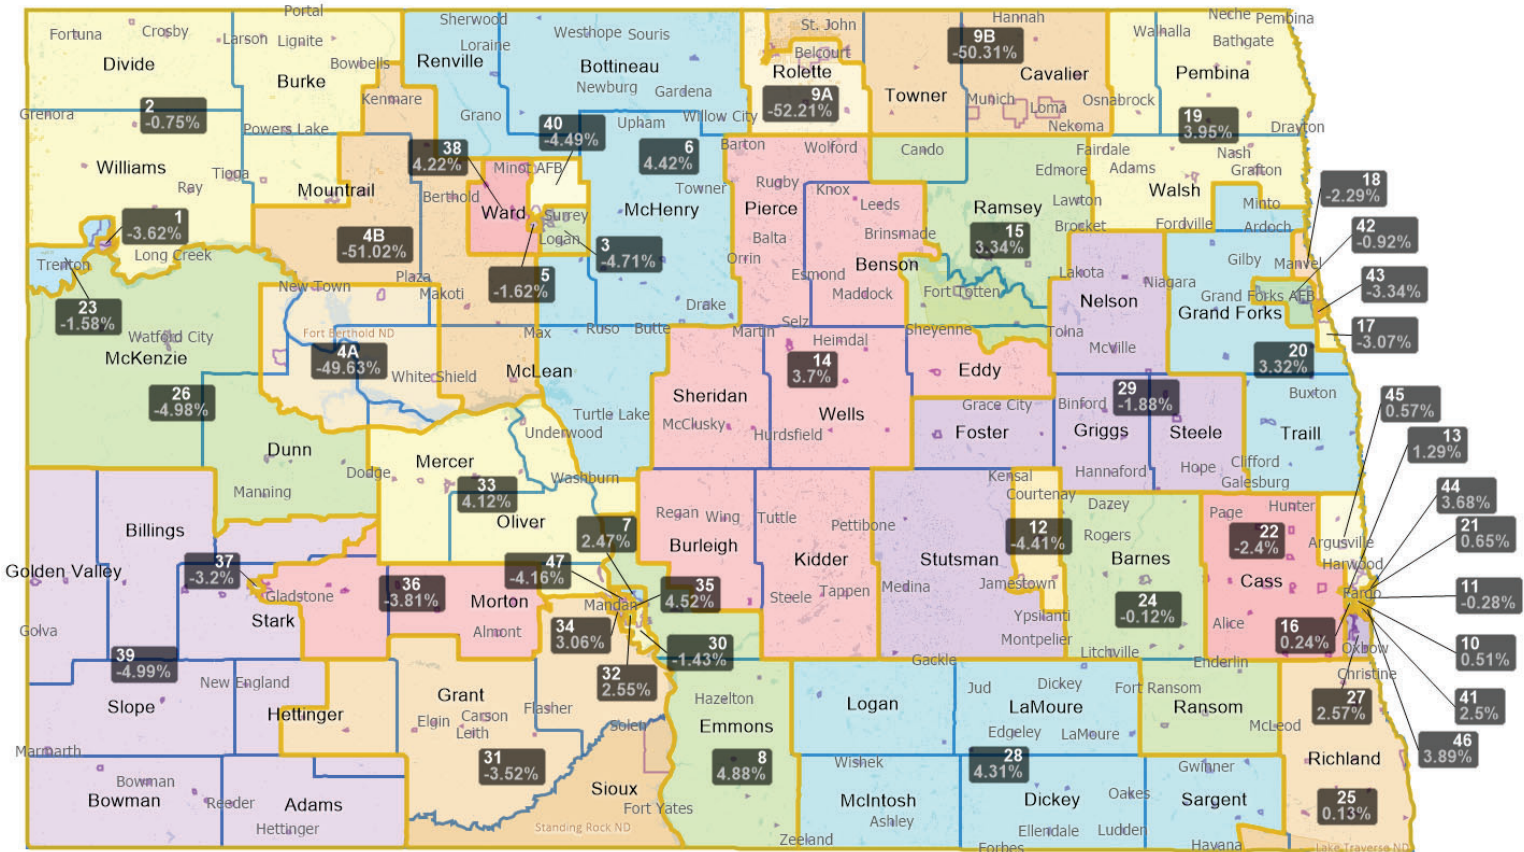 Portal
Neche
Fortuna
Crosby
Larson
Lignite
Sherwood
Westhope
Souris
St. John
Hannah
Pembina
Walhalla
Bathgate
Divide
Burke
Bowbells
Loraine
Renville
Bottineau
Belcourt
Rolette
9B
-50.31%
Cavalier
Pembina
Kenmare
Newburg
Gardena
9A
-52.21%
Towner
Munich
Loma
Osnabrock
Grenora
2
-0.75%
Powers Lake
Grano
40
-4.49%
Upham
Willow City
Nekoma
19
3.95%
Drayton
38
4.22%
6
4.42%
Barton
Wolford
Cando
Fairdale
Williams
Tioga
Ray
Mountrail
Minot AFB
Berthold
Ward
Surrey
Logan
Towner
McHenry
Rugby
Knox
Pierce
Leeds
Edmore
Adams
Nash
Grafton
Walsh
18
-2.29%
Ramsey
Lawton
Minto
1
-3.62%
4B
-51.02%
3
-4.71%
Balta
Brinsmade
15
3.34%
Brocket
Fordville
Ardoch
42
-0.92%
Trenton
Long Creek
Orrin
Esmond
Benson
Lakota
Gilby
Manvel
Plaza
Makoti
5
-1.62%
Maddock
Fort Totten
Niagara
43
-3.34%
New Town
Drake
Nelson
Grand Forks AFB
Grand Forks
23
-1.58%
Watford City
McKenzie
Fort Berthold ND
Max
Ruso
Butte
Martin
Selz
Sheyenne
Tolna
17
-3.07%
4A
-49.63%
White Shield
McLean
Heimdal
14
3.7%
McVille
20
3.32%
Eddy
26
-4.98%
Sheridan
29
-1.88%
Buxton
45
0.57%
Turtle Lake
McClusky
Wells
Grace City
Binford
Underwood
Hurdsfield
Foster
Griggs
Steele
Traill
13
1.29%
Dunn
Mercer
Dodge
Washburn
Kensal
Hannaford
Hope
Clifford
Galesburg
44
3.68%
Manning
33
4.12%
Courtenay
Dazey
Page
Hunter
Billings
Oliver
7
2.47%
Regan
Wing
Tuttle
Pettibone
12
-4.41%
Rogers
22
-2.4%
Argusville
21
0.65%
Golden Valley
37
-3.2%
47
-4.16%
Burleigh
Kidder
Stutsman
Barnes
Harwood
Cass
Gladstone
36
-3.81%
Morton
Mandan
35
4.52%
Steele
Tappen
Medina
Jamestown
24
-0.12%
Fargo
11
-0.28%
Golva
Stark
Almont
34
3.06%
Ypsilanti
Alice
16
0.24%
Montpelier
Oxbow
10
0.51%
39
-4.99%
30
-1.43%
Gackle
Litchville
Enderlin
Christine
New England
32
2.55%
Slope
Hettinger
Grant
Elgin
Carson
Leith
Flasher
Hazelton
Logan
Jud
Dickey
LaMoure
Fort Ransom
Ransom
27
2.57%
41
2.5%
Solen
Emmons
Edgeley
LaMoure
McLeod
46
3.89%
Marmarth
Richland
31
-3.52%
8
4.88%
Wishek
28
4.31%
Gwinner
Bowman
Bowman
Reeder
Adams
Hettinger
Sioux
Fort Yates
McIntosh
Ashley
Dickey
Oakes
Sargent
25
0.13%
Standing Rock ND
Zeeland
Ellendale
Ludden
Forbes
Havana
Lake Traverse ND